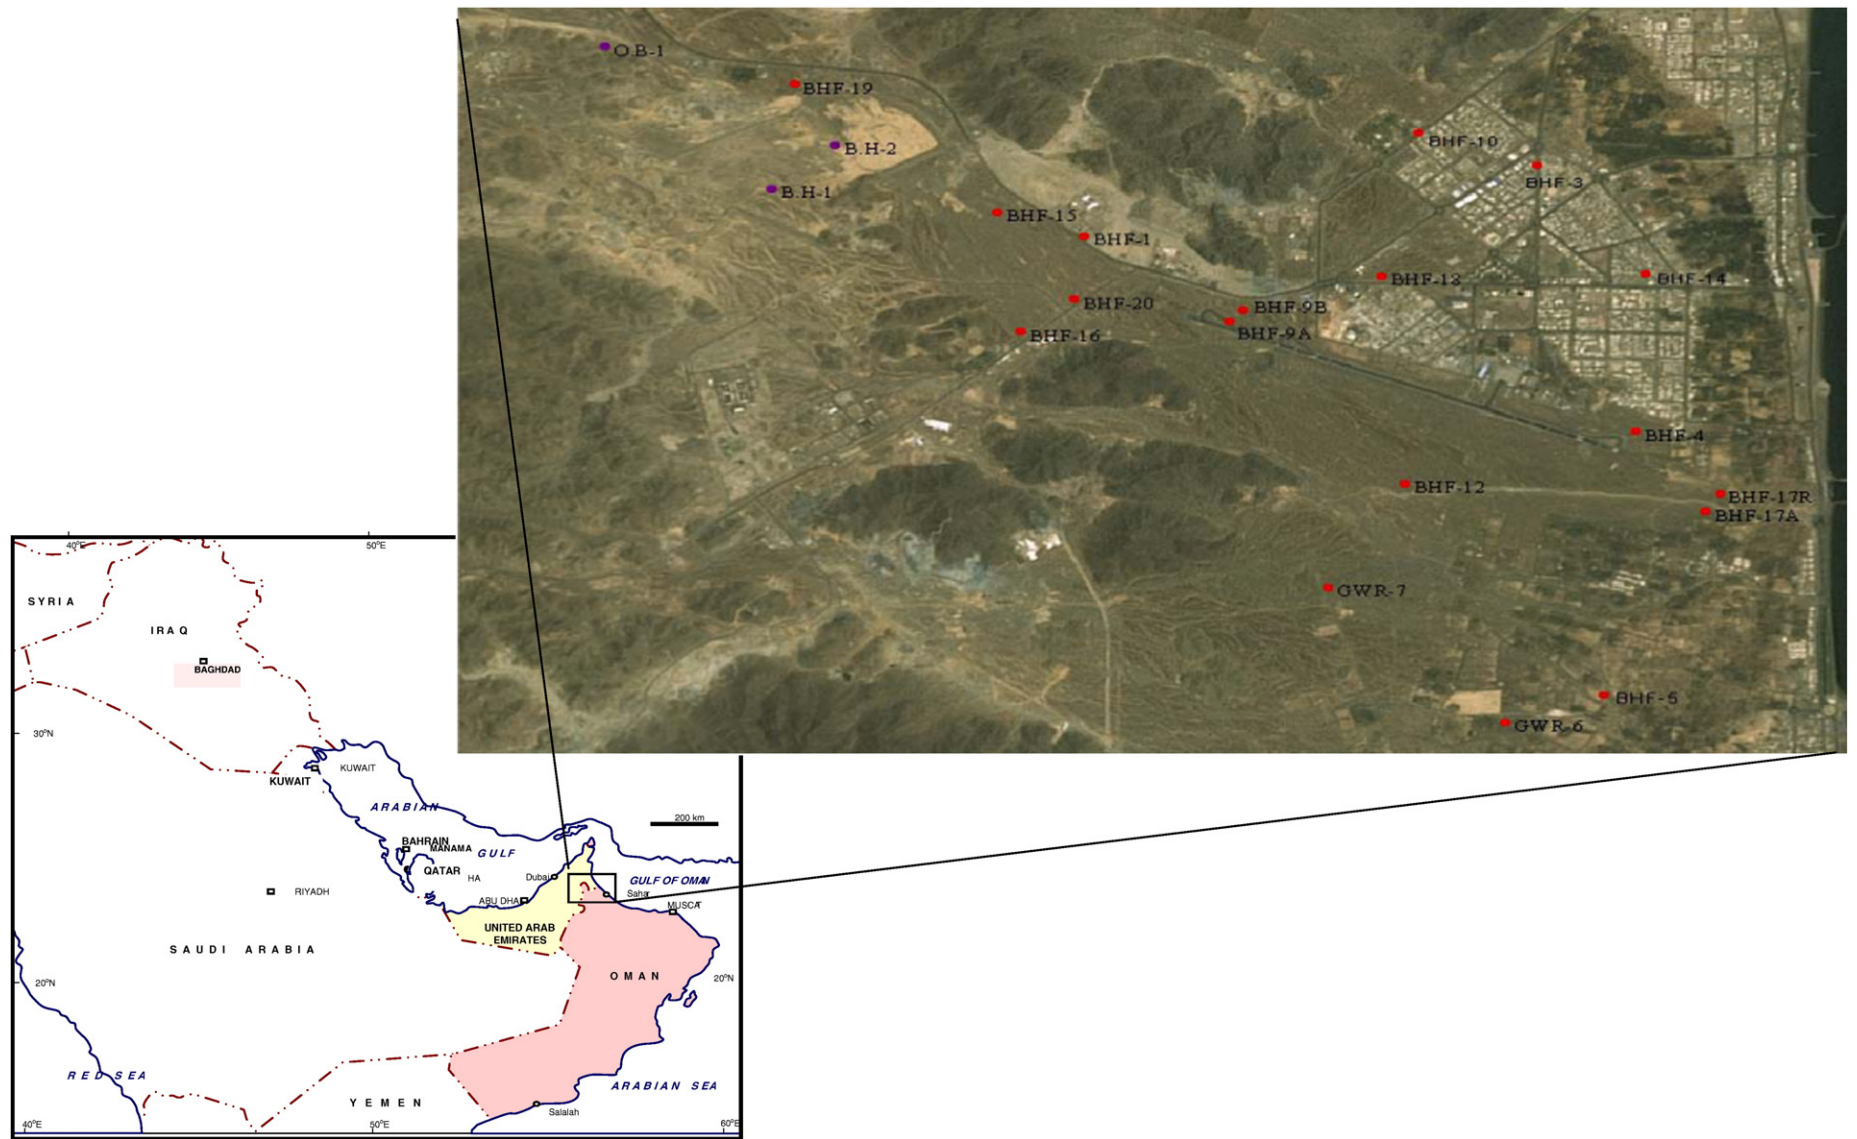 O.B-1
BHF-19
B.H-2
B.H-1
BHF-10
BHF-3
BHF-15
BHF-1
BHF-18
BHF-14
BHF-20
BHF-9B
BHF-16
BHF-9A
BHF-4
BHF-12
BHF-17R
BHF-17A
GWR-7
BHF-5
GWR-6
40°E
50°E
SYRIA
IRAQ
BAGHDAD
30°N
KUWAIT
KUWAIT
ARABIAN
200 km
BAHRAIN
MANAMA
GULF
QATAR
HA
Dubai
GULF OF OMAN
RIYADH
ABU DHA
Sahar
MUSCAT
UNITED ARAB
EMIRATES
SAUDI ARABIA
OMAN
20°N
20°N
RED SEA
ARABIAN SEA
YEMEN
Salalah
40°E
50°E
60°E